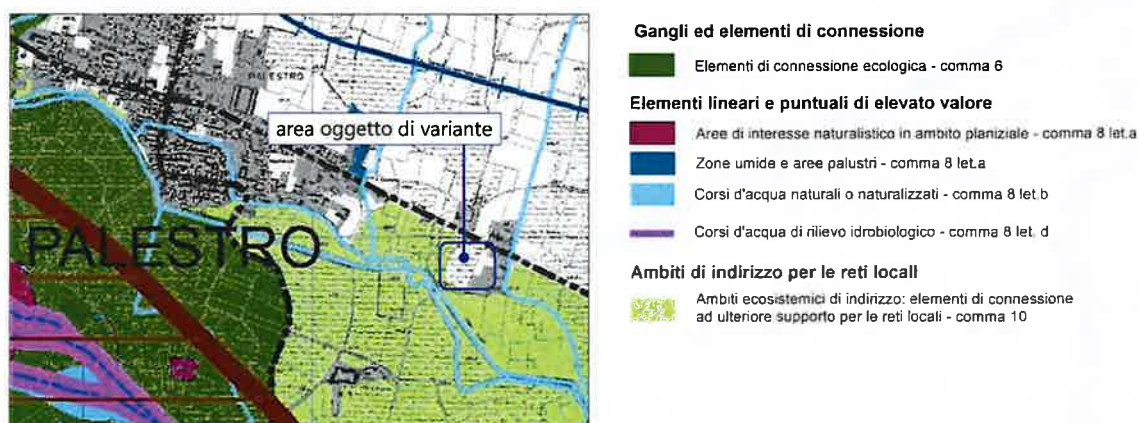 PALESTRO
area oggetto di variante
PALESTRO
Gangli ed elementi di connessione
Elementi di connessione ecologica - comma 6
Elementi lineari e puntuali di elevato valore
Aree di interesse naturalistico in ambito planiziale - comma 8 let.a
Zone umide e aree palustri - comma 8 let.a
Corsi d'acqua naturali o naturalizzati - comma 8 let.b
Corsi d'acqua di rilievo idrobiologico - comma 8 let. d
Ambiti di indirizzo per le reti locali
Ambiti ecosistemici di indirizzo: elementi di connessione
ad ulteriore supporto per le reti locali - comma 10